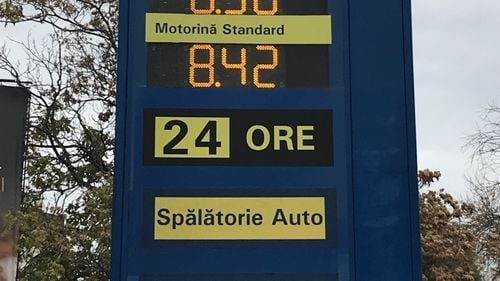 Motorină Standard
8.42
24 ORE
Spălătorie Auto